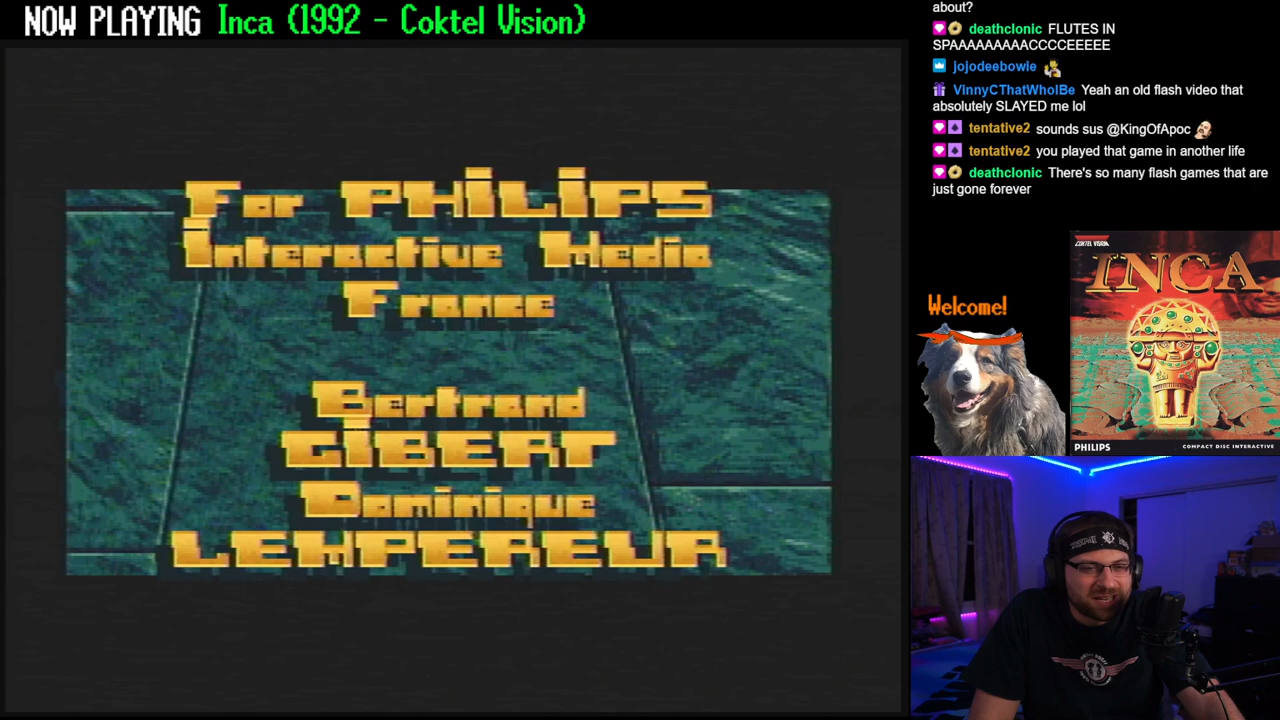 NOW PLAYING Inca (1992 - Coktel Vision)
For PHILIPS
Interactive Media
France
Bertrand
GIBERT
Dominique
LEMPEREUR
about?
deathclonic FLUTES IN
SPAAAAAAAAACCCCEEEEE
jojodeebowie
VinnyCThatWhoIBe Yeah an old flash video that
absolutely SLAYED me lol
tentative2 sounds sus @KingOfApoc
tentative2 you played that game in another life
deathclonic There's so many flash games that are
just gone forever
Welcome!
COKTEL VISION
INCA
PHILIPS
COMPACT DISC INTERACTIVE